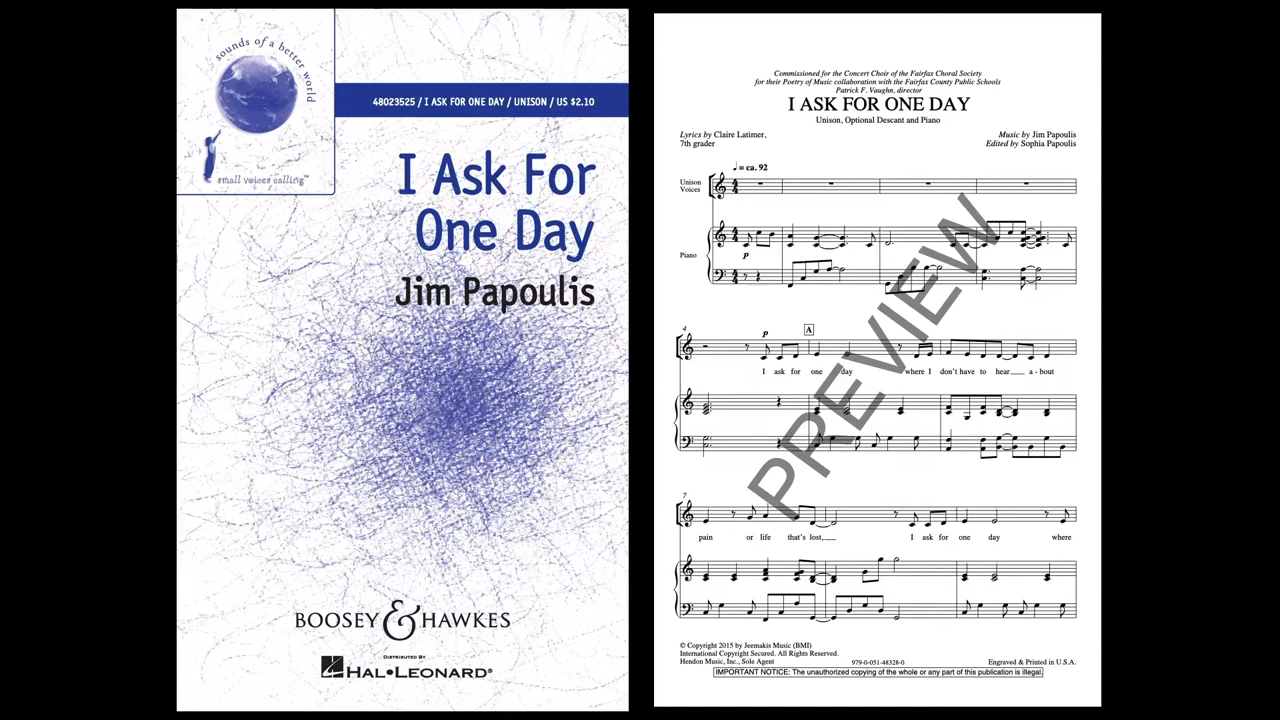 sounds of a better world
small voices calling™
48023525 / I ASK FOR ONE DAY / UNISON / US $2.10
I Ask For
One Day
Jim Papoulis
BOOSEY & HAWKES
DISTRIBUTED BY
HAL•LEONARD®
Commissioned for the Concert Choir of the Fairfax Choral Society
for their Poetry of Music collaboration with the Fairfax County Public Schools
Patrick F. Vaughn, director
I ASK FOR ONE DAY
Unison, Optional Descant and Piano
Lyrics by Claire Latimer,
7th grader
Music by Jim Papoulis
Edited by Sophia Papoulis
♩ = ca. 92
Unison
Voices
Piano
p
4
p
A
I ask for one day where I don't have to hear a - bout
7
pain or life that's lost, I ask for one day where
PREVIEW
© Copyright 2015 by Jeemakis Music (BMI)
International Copyright Secured. All Rights Reserved.
Hendon Music, Inc., Sole Agent
979-0-051-48328-0
Engraved & Printed in U.S.A.
IMPORTANT NOTICE: The unauthorized copying of the whole or any part of this publication is illegal.